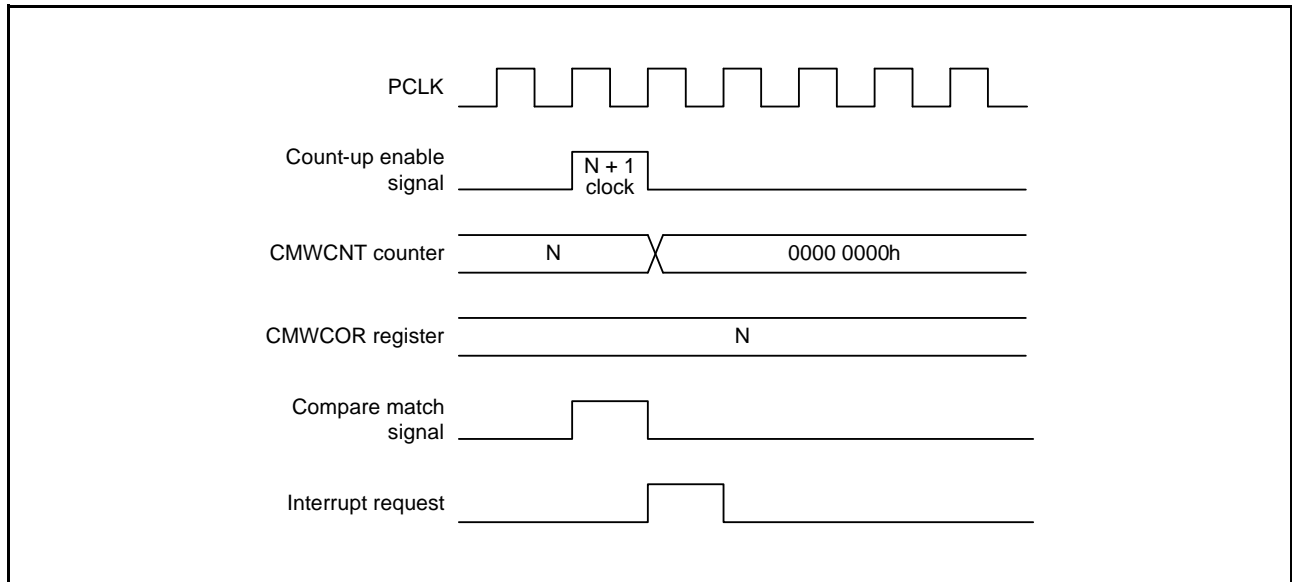 PCLK
Count-up enable
signal
N + 1
clock
CMWCNT counter
N
0000 0000h
CMWCOR register
N
Compare match
signal
Interrupt request